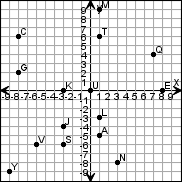 9 M
8
C 7
6 T
5
4 Q
3
G 2
1
K U E X
-9-8-7-6-5-4-3-2-1 1 2 3 4 5 6 7 8 9
-1
-2
-3 L
J -4
-5 A
V S -6
-7
-8 N
Y -9